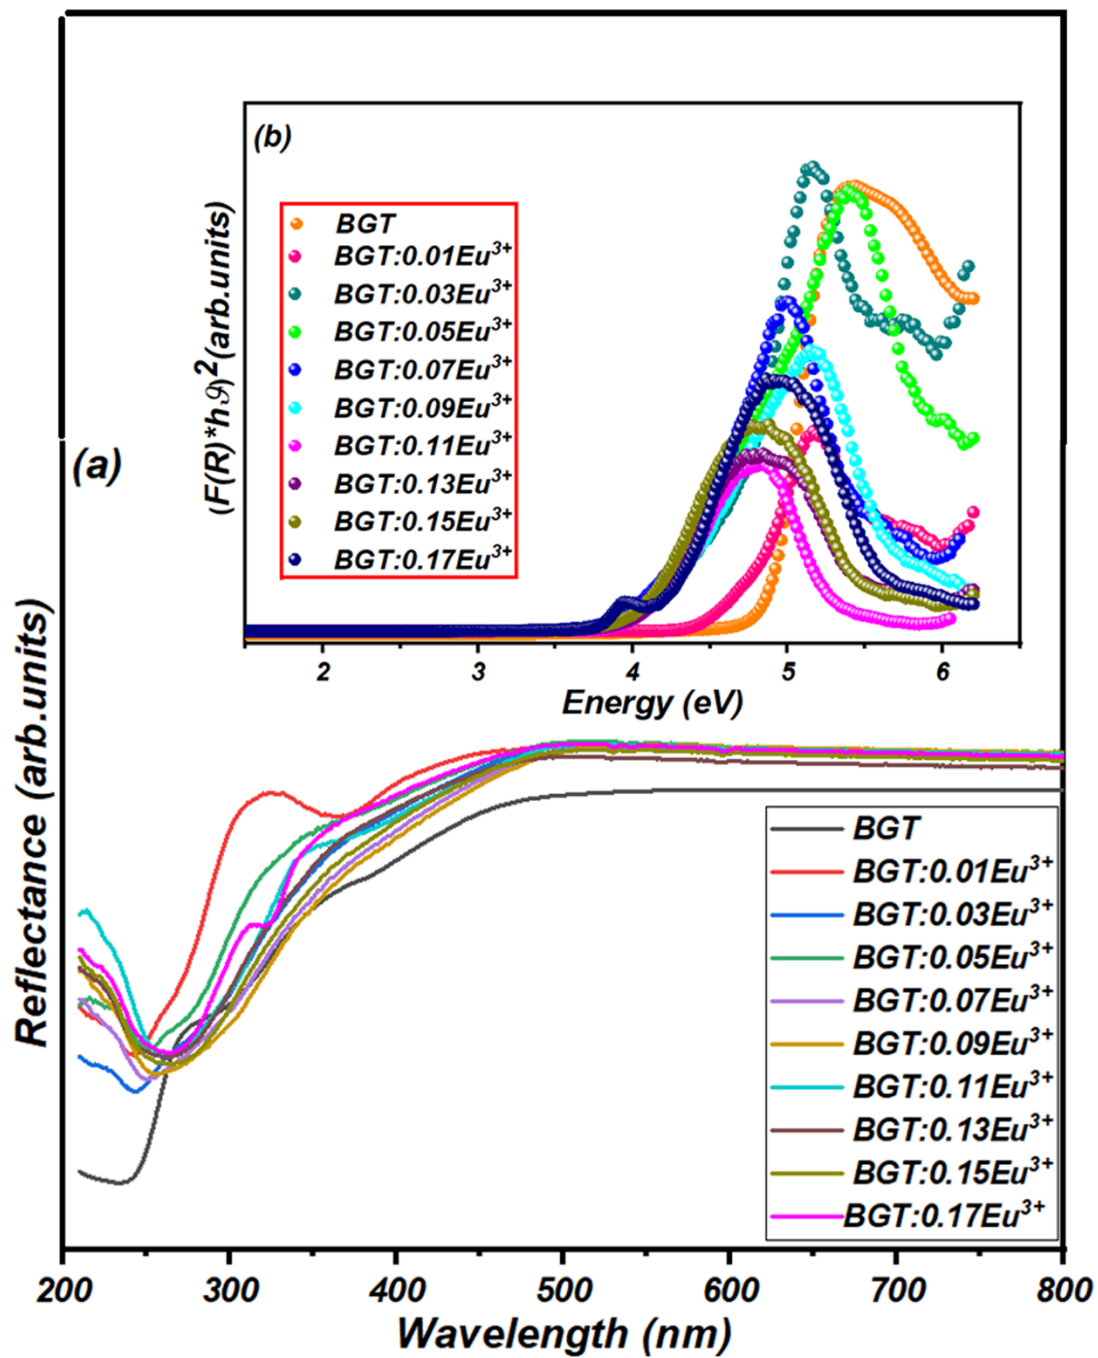 (b)
(F(R)*hϑ)²(arb.units)
BGT
BGT:0.01Eu³⁺
BGT:0.03Eu³⁺
BGT:0.05Eu³⁺
BGT:0.07Eu³⁺
BGT:0.09Eu³⁺
BGT:0.11Eu³⁺
BGT:0.13Eu³⁺
BGT:0.15Eu³⁺
BGT:0.17Eu³⁺
2 3 4 5 6
Energy (eV)
(a)
Reflectance (arb.units)
BGT
BGT:0.01Eu³⁺
BGT:0.03Eu³⁺
BGT:0.05Eu³⁺
BGT:0.07Eu³⁺
BGT:0.09Eu³⁺
BGT:0.11Eu³⁺
BGT:0.13Eu³⁺
BGT:0.15Eu³⁺
BGT:0.17Eu³⁺
200 300 400 500 600 700 800
Wavelength (nm)